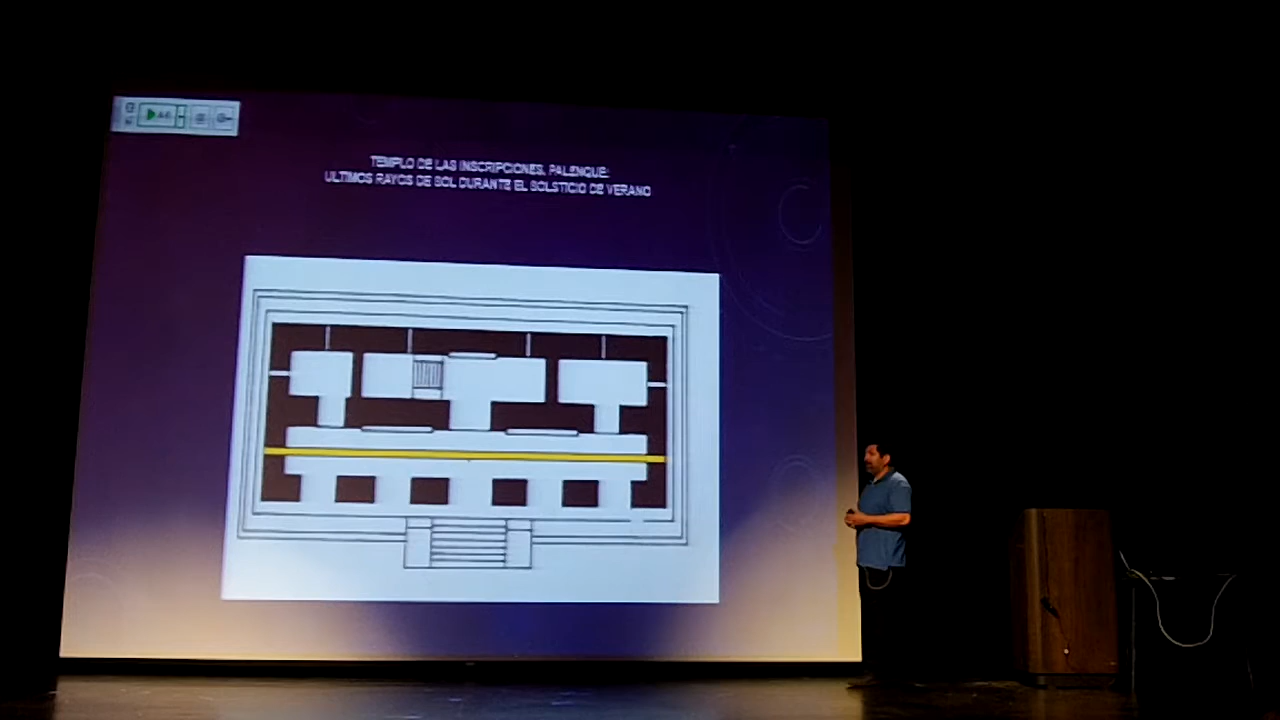 TEMPLO DE LAS INSCRIPCIONES, PALENQUE:
ULTIMOS RAYOS DE SOL DURANTE EL SOLSTICIO DE VERANO